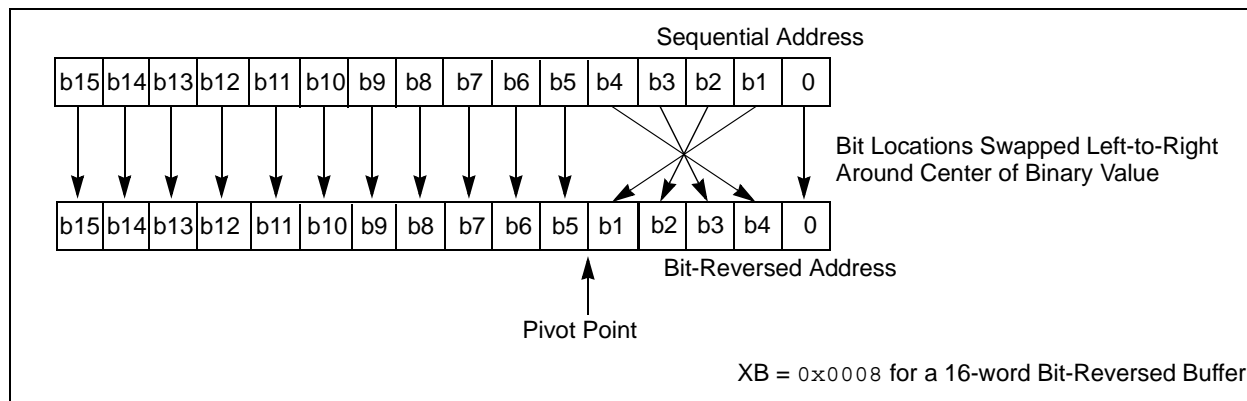 Sequential Address
b15 b14 b13 b12 b11 b10 b9 b8 b7 b6 b5 b4 b3 b2 b1 0
Bit Locations Swapped Left-to-Right
Around Center of Binary Value
b15 b14 b13 b12 b11 b10 b9 b8 b7 b6 b5 b1 b2 b3 b4 0
Bit-Reversed Address
Pivot Point
XB = 0x0008 for a 16-word Bit-Reversed Buffer